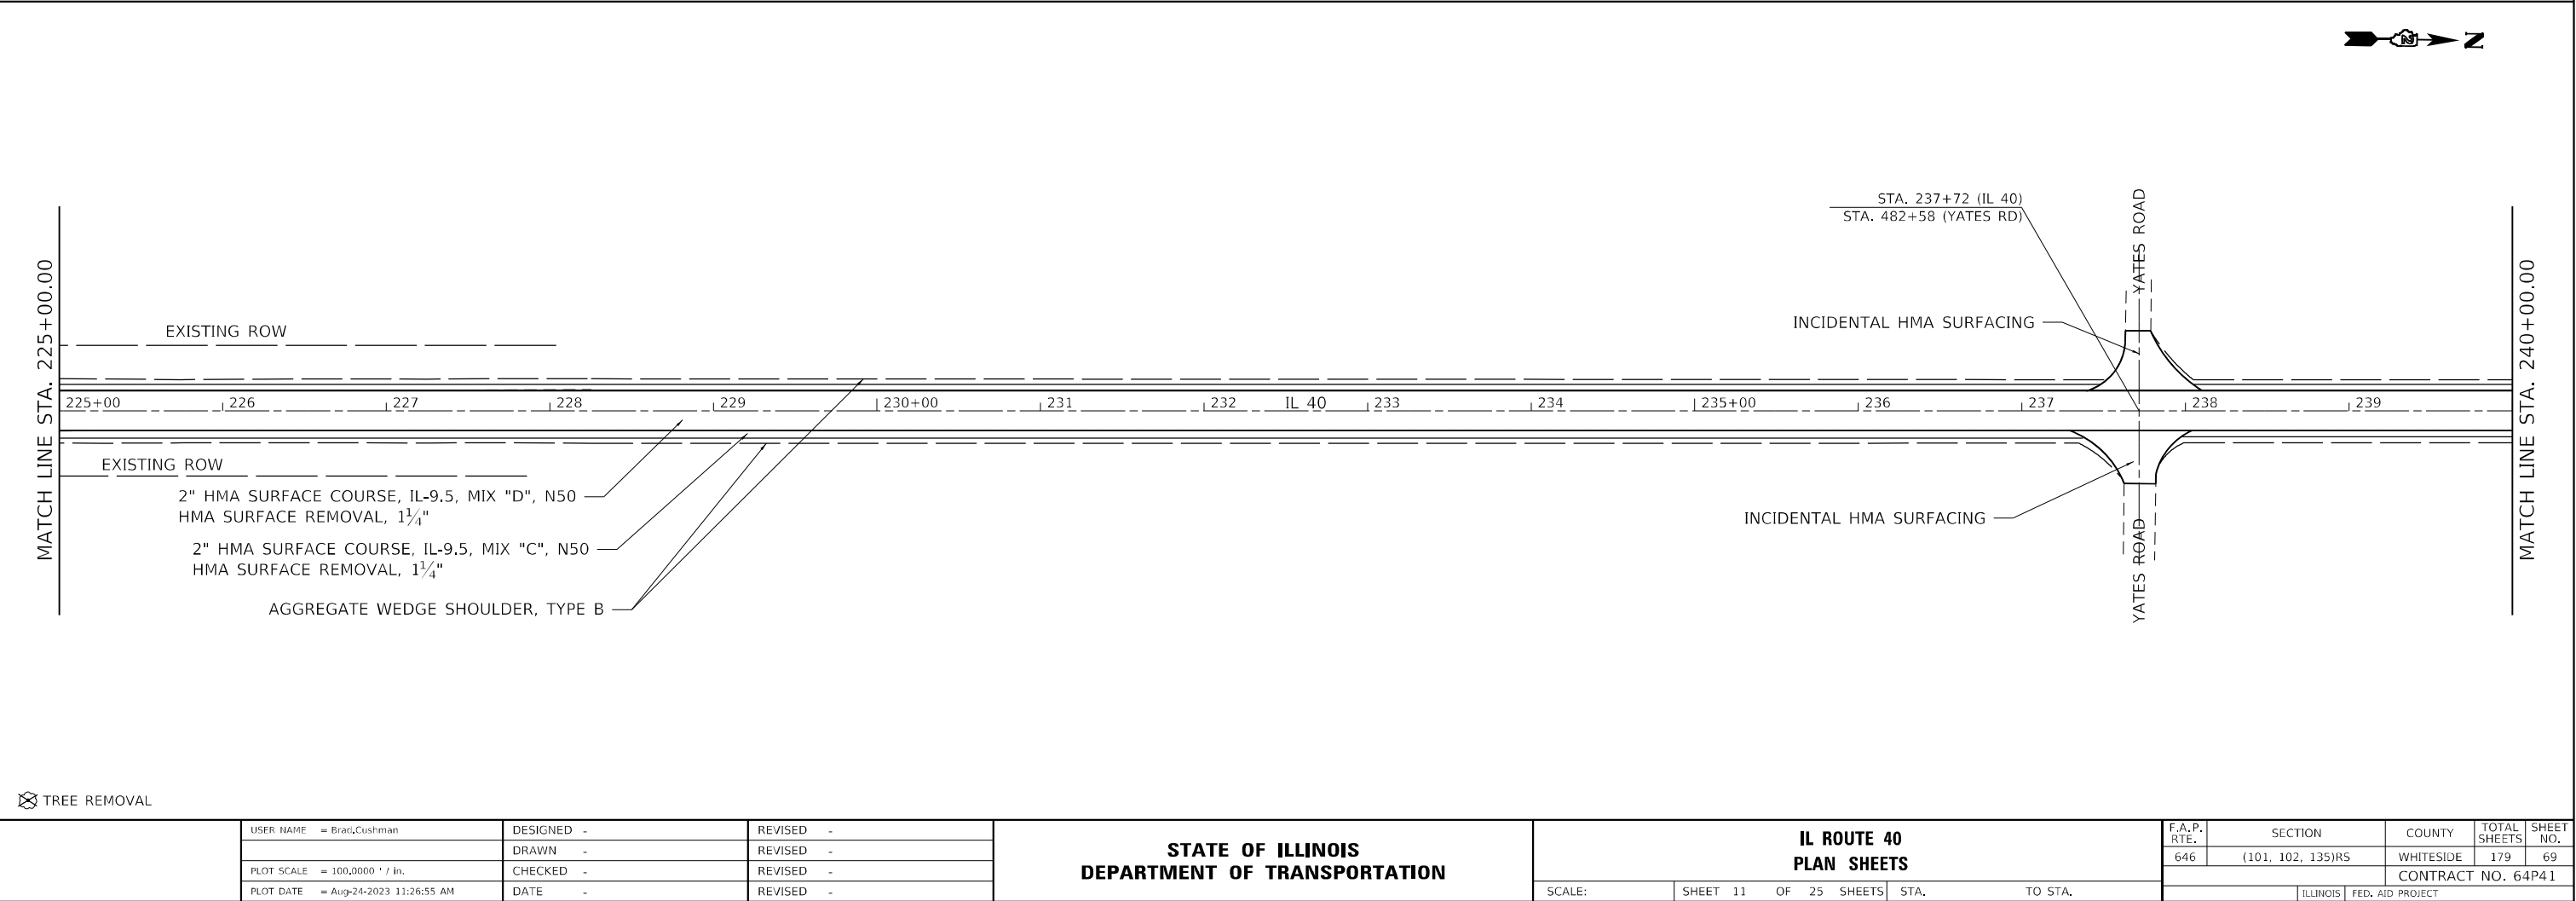 N
STA. 237+72 (IL 40)
STA. 482+58 (YATES RD)
YATES ROAD
INCIDENTAL HMA SURFACING
MATCH LINE STA. 225+00.00
MATCH LINE STA. 240+00.00
EXISTING ROW
225+00 226 227 228 229 230+00 231 232 IL 40 233 234 235+00 236 237 238 239
EXISTING ROW
2" HMA SURFACE COURSE, IL-9.5, MIX "D", N50
HMA SURFACE REMOVAL, 1¼"
2" HMA SURFACE COURSE, IL-9.5, MIX "C", N50
HMA SURFACE REMOVAL, 1¼"
AGGREGATE WEDGE SHOULDER, TYPE B
INCIDENTAL HMA SURFACING
YATES ROAD
TREE REMOVAL
USER NAME = Brad.Cushman
PLOT SCALE = 100.0000 ' / in.
PLOT DATE = Aug-24-2023 11:26:55 AM
DESIGNED -
DRAWN -
CHECKED -
DATE -
REVISED -
REVISED -
REVISED -
REVISED -
STATE OF ILLINOIS
DEPARTMENT OF TRANSPORTATION
IL ROUTE 40
PLAN SHEETS
SCALE: SHEET 11 OF 25 SHEETS STA. TO STA.
F.A.P. RTE. SECTION COUNTY TOTAL SHEETS SHEET NO.
646 (101, 102, 135)RS WHITESIDE 179 69
CONTRACT NO. 64P41
ILLINOIS FED. AID PROJECT